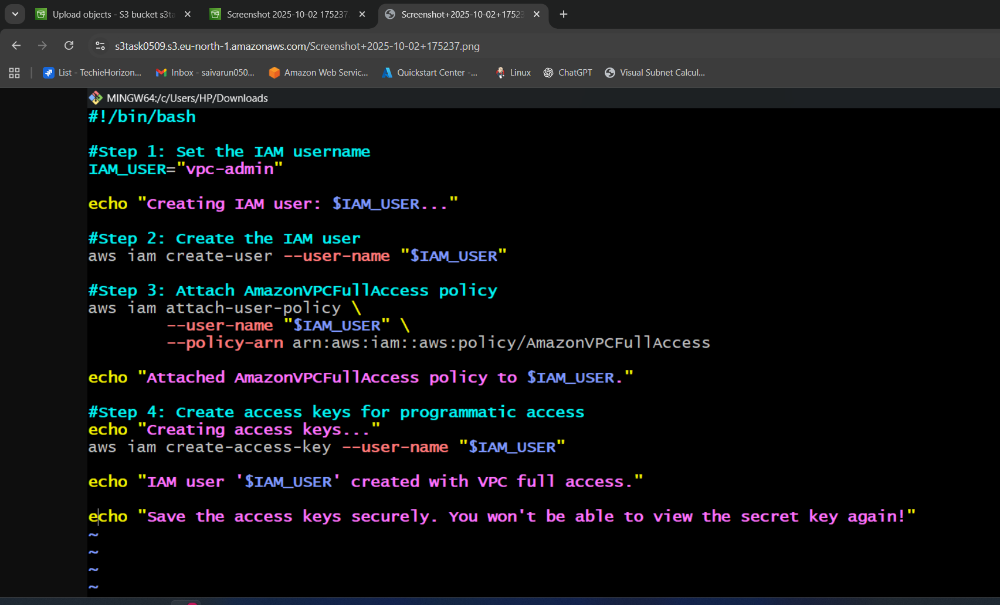 Upload objects - S3 bucket s3ta
Screenshot 2025-10-02 175237.
Screenshot+2025-10-02+17523
s3task0509.s3.eu-north-1.amazonaws.com/Screenshot+2025-10-02+175237.png
List - TechieHorizon...
Inbox - saivarun050...
Amazon Web Servic...
Quickstart Center -...
Linux
ChatGPT
Visual Subnet Calcul...
MINGW64:/c/Users/HP/Downloads
#!/bin/bash
#Step 1: Set the IAM username
IAM_USER="vpc-admin"
echo "Creating IAM user: $IAM_USER..."
#Step 2: Create the IAM user
aws iam create-user --user-name "$IAM_USER"
#Step 3: Attach AmazonVPCFullAccess policy
aws iam attach-user-policy \
--user-name "$IAM_USER" \
--policy-arn arn:aws:iam::aws:policy/AmazonVPCFullAccess
echo "Attached AmazonVPCFullAccess policy to $IAM_USER."
#Step 4: Create access keys for programmatic access
echo "Creating access keys..."
aws iam create-access-key --user-name "$IAM_USER"
echo "IAM user '$IAM_USER' created with VPC full access."
echo "Save the access keys securely. You won't be able to view the secret key again!"
~
~
~
~